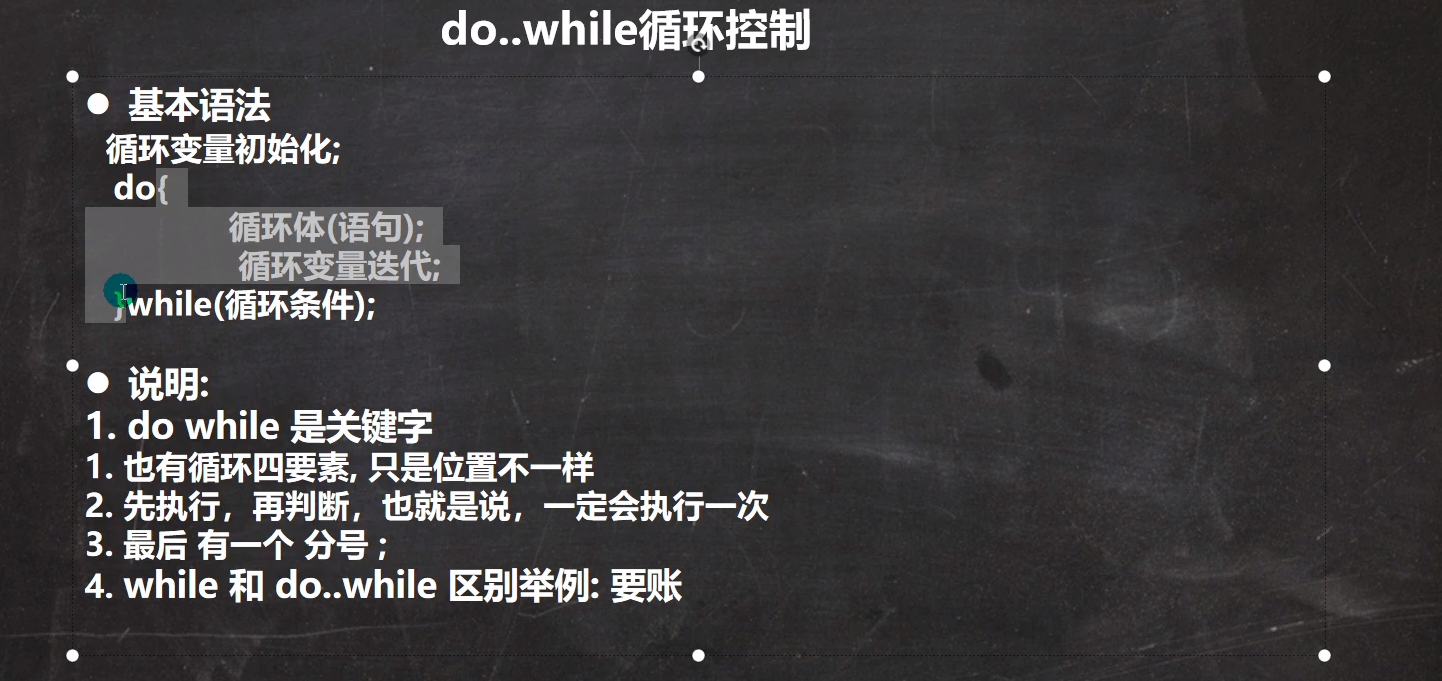 do..while循环控制
● 基本语法
循环变量初始化;
do{
循环体(语句);
循环变量迭代;
}while(循环条件);
● 说明:
1. do while 是关键字
1. 也有循环四要素, 只是位置不一样
2. 先执行，再判断，也就是说，一定会执行一次
3. 最后 有一个 分号 ;
4. while 和 do..while 区别举例: 要账